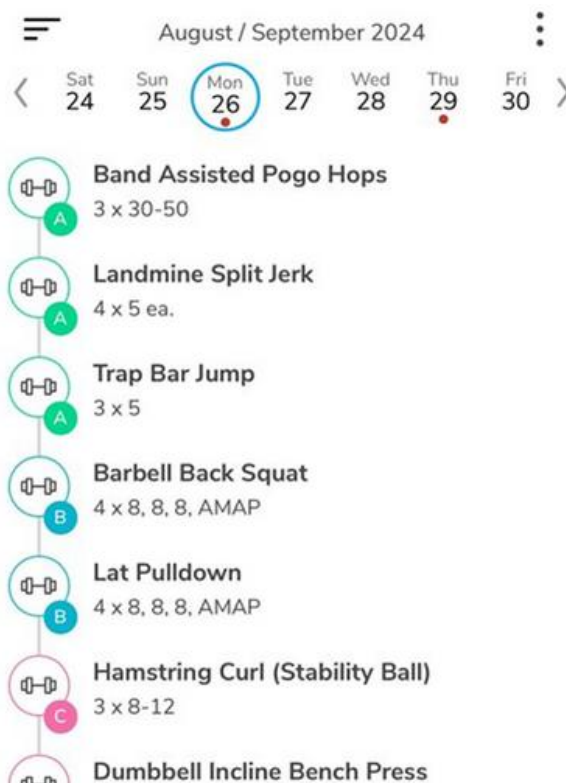 August / September 2024
Sat Sun Mon Tue Wed Thu Fri
24 25 26 27 28 29 30
Band Assisted Pogo Hops
3 x 30-50
A
Landmine Split Jerk
4 x 5 ea.
A
Trap Bar Jump
3 x 5
A
Barbell Back Squat
4 x 8, 8, 8, AMAP
B
Lat Pulldown
4 x 8, 8, 8, AMAP
B
Hamstring Curl (Stability Ball)
3 x 8-12
C
Dumbbell Incline Bench Press